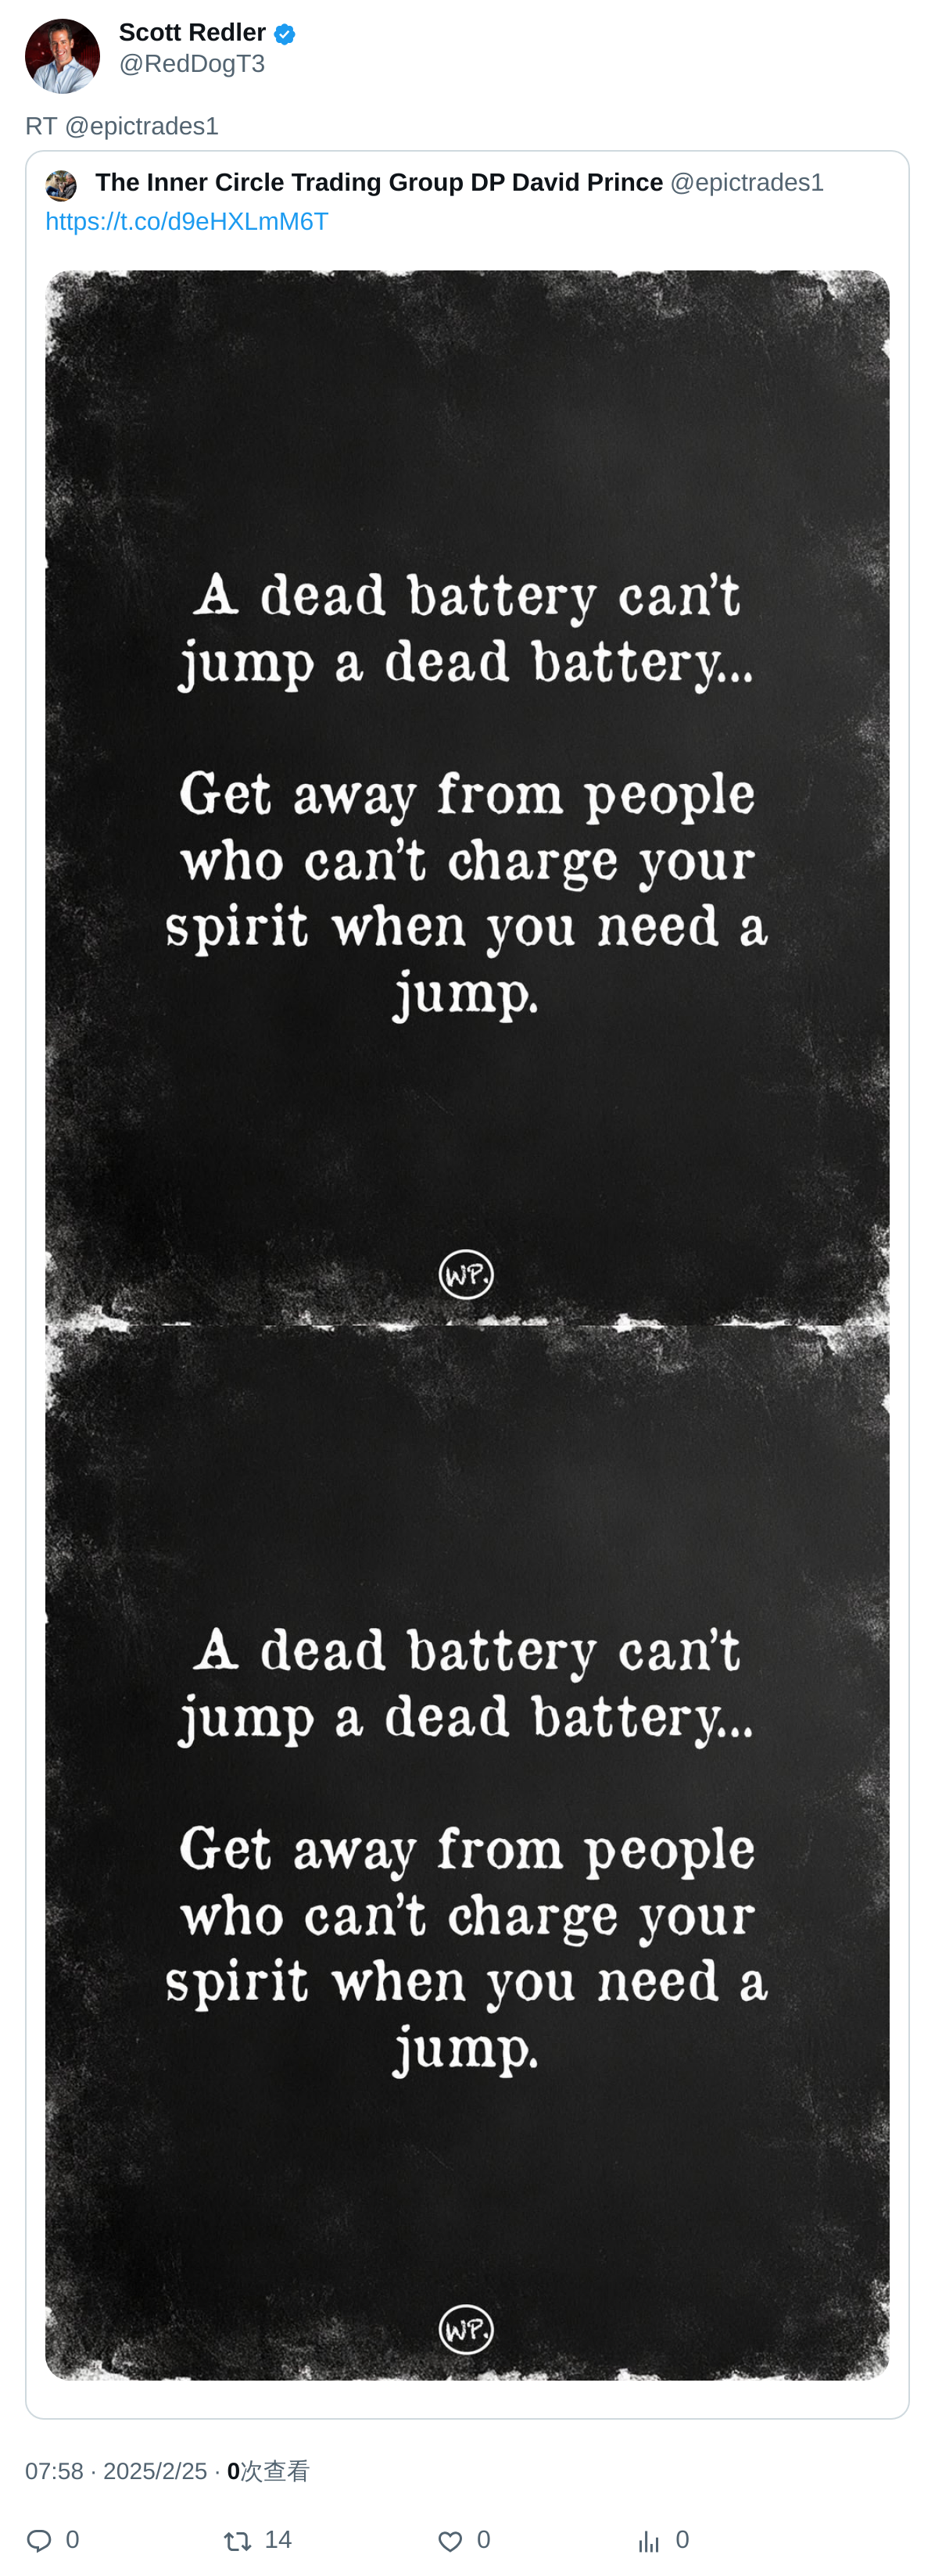 Scott Redler
@RedDogT3
RT @epictrades1
The Inner Circle Trading Group DP David Prince @epictrades1
https://t.co/d9eHXLmM6T
A dead battery can't
jump a dead battery...
Get away from people
who can't charge your
spirit when you need a
jump.
WP.
A dead battery can't
jump a dead battery...
Get away from people
who can't charge your
spirit when you need a
jump.
WP.
07:58 · 2025/2/25 · 0次查看
0 14 0 0